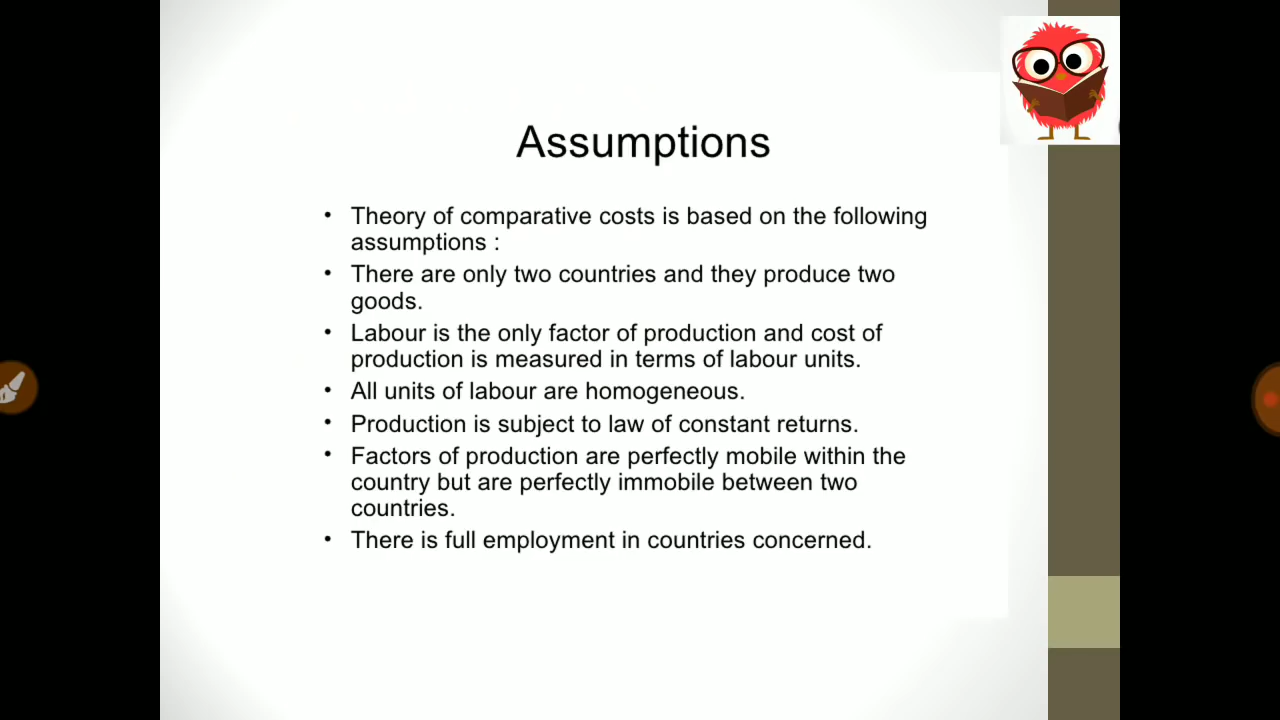 Assumptions
• Theory of comparative costs is based on the following
assumptions :
• There are only two countries and they produce two
goods.
• Labour is the only factor of production and cost of
production is measured in terms of labour units.
• All units of labour are homogeneous.
• Production is subject to law of constant returns.
• Factors of production are perfectly mobile within the
country but are perfectly immobile between two
countries.
• There is full employment in countries concerned.